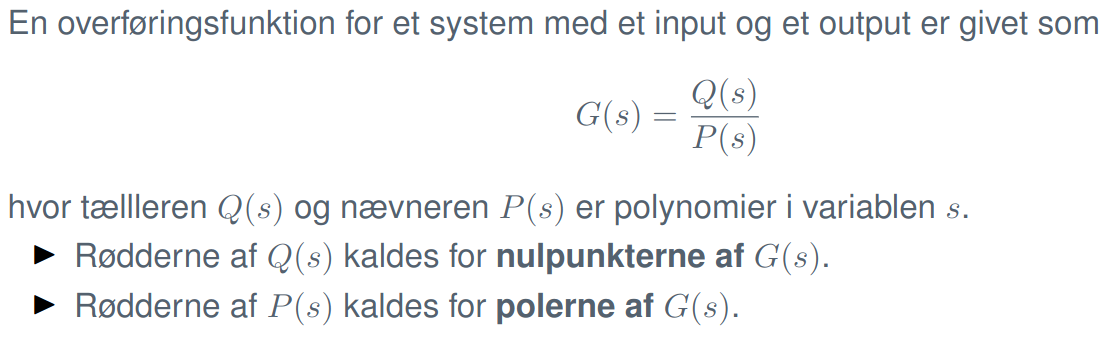 En overføringsfunktion for et system med et input og et output er givet som
G(s) = Q(s) / P(s)
hvor tællleren Q(s) og nævneren P(s) er polynomier i variablen s.
► Rødderne af Q(s) kaldes for nulpunkterne af G(s).
► Rødderne af P(s) kaldes for polerne af G(s).